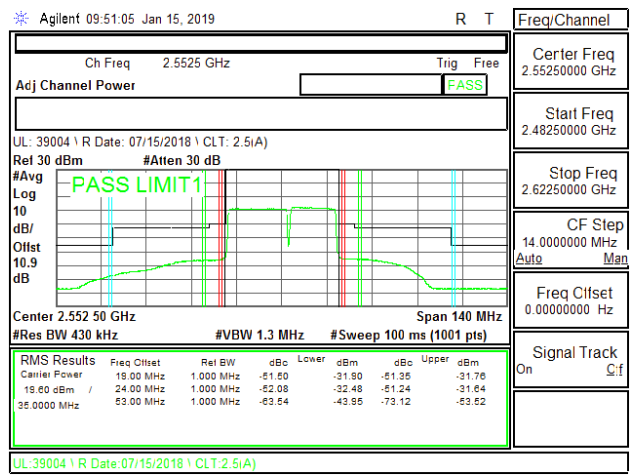 Agilent 09:51:05 Jan 15, 2019 R T
Freq/Channel
Ch Freq 2.5525 GHz Trig Free
Adj Channel Power PASS
UL: 39004 \ R Date: 07/15/2018 \ CLT: 2.5(A)
Ref 30 dBm #Atten 30 dB
#Avg
Log
10
dB/
Offst
10.9
dB
PASS LIMIT1
Center 2.552 50 GHz Span 140 MHz
#Res BW 430 kHz #VBW 1.3 MHz #Sweep 100 ms (1001 pts)
RMS Results Freq Offset Ref BW dBc Lower dBm dBc Upper dBm
Carrier Power 19.00 MHz 1.000 MHz -51.50 -31.90 -51.35 -31.76
19.60 dBm / 24.00 MHz 1.000 MHz -52.08 -32.48 -51.24 -31.64
35.0000 MHz 53.00 MHz 1.000 MHz -63.54 -43.95 -73.12 -53.52
UL:39004 \ R Date:07/15/2018 \ CLT:2.5(A)
Center Freq
2.55250000 GHz
Start Freq
2.48250000 GHz
Stop Freq
2.62250000 GHz
CF Step
14.0000000 MHz
Auto Man
Freq Offset
0.00000000 Hz
Signal Track
On Off